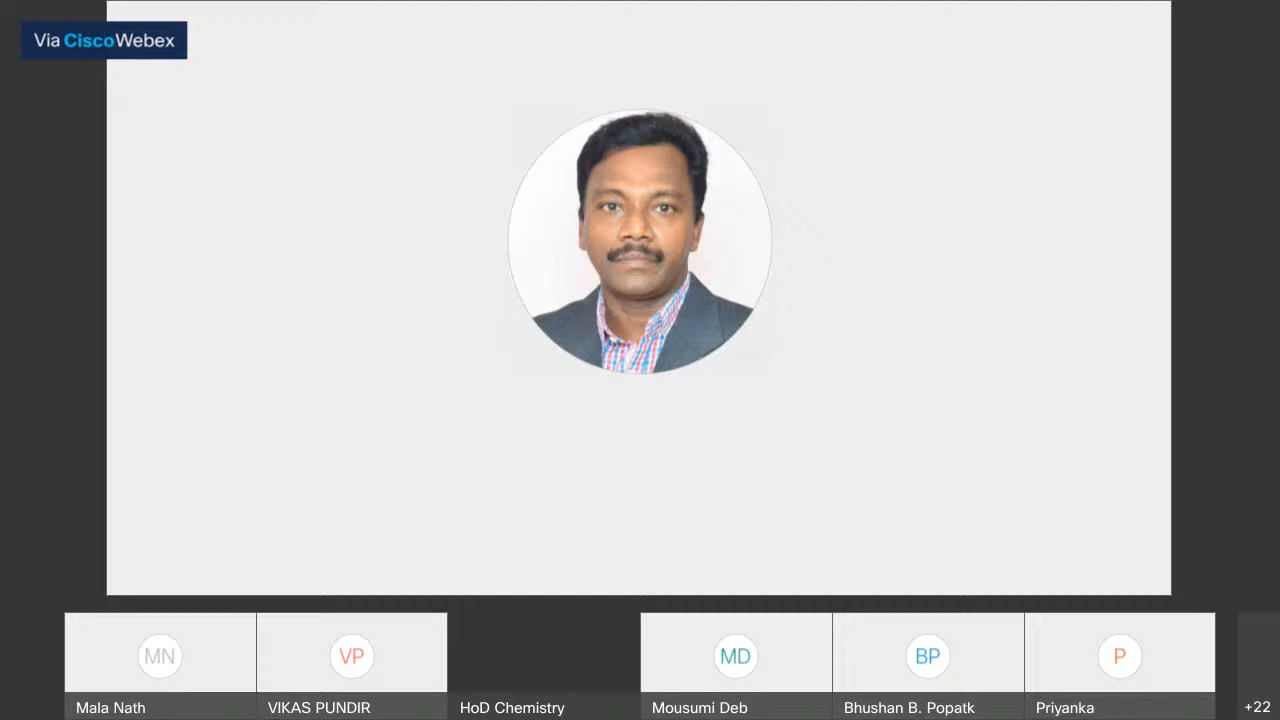 Via CiscoWebex
MN
VP
MD
BP
P
Mala Nath
VIKAS PUNDIR
HoD Chemistry
Mousumi Deb
Bhushan B. Popatk
Priyanka
+22